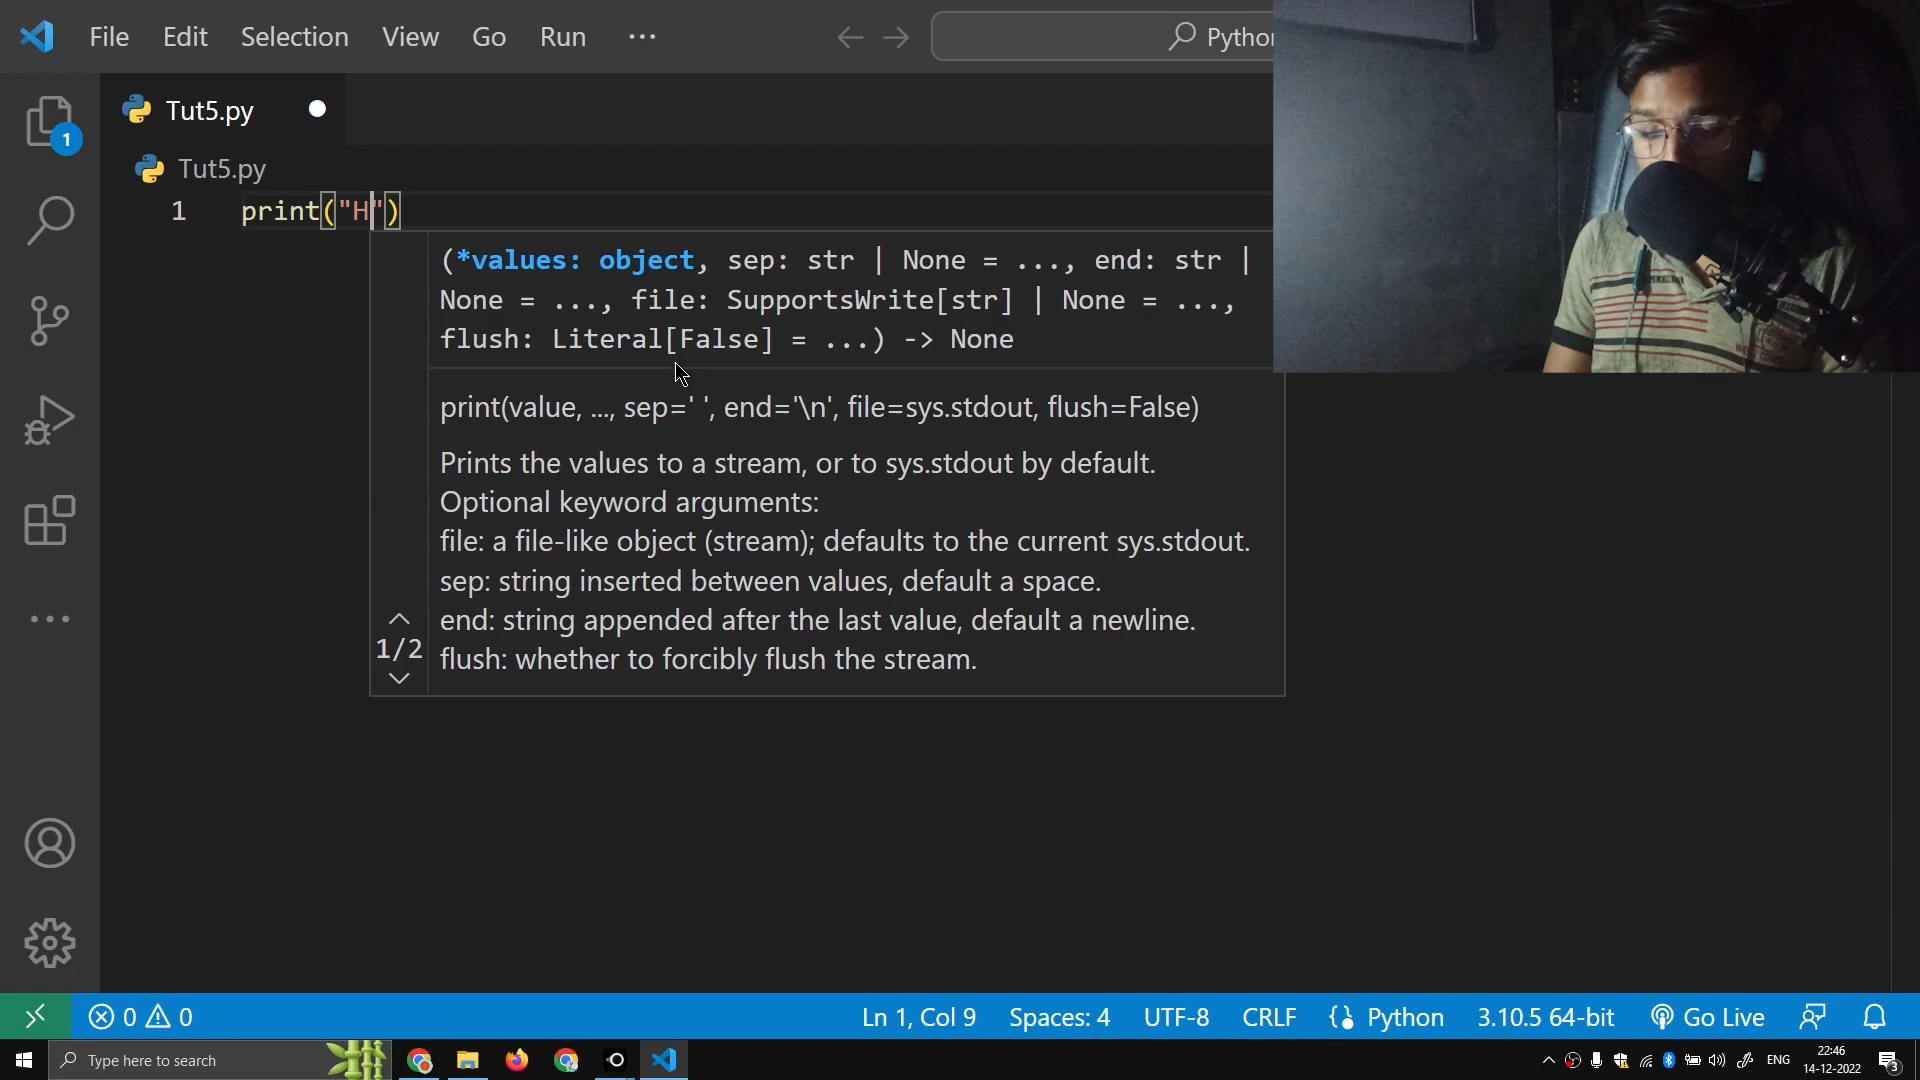 File Edit Selection View Go Run ...
Pytho
Tut5.py
1
Tut5.py
1 print("H")
(*values: object, sep: str | None = ..., end: str |
None = ..., file: SupportsWrite[str] | None = ...,
flush: Literal[False] = ...) -> None
print(value, ..., sep=' ', end='\n', file=sys.stdout, flush=False)
Prints the values to a stream, or to sys.stdout by default.
Optional keyword arguments:
file: a file-like object (stream); defaults to the current sys.stdout.
sep: string inserted between values, default a space.
end: string appended after the last value, default a newline.
1/2
flush: whether to forcibly flush the stream.
0 0
Ln 1, Col 9 Spaces: 4 UTF-8 CRLF Python 3.10.5 64-bit Go Live
Type here to search
ENG
22:46
14-12-2022
3